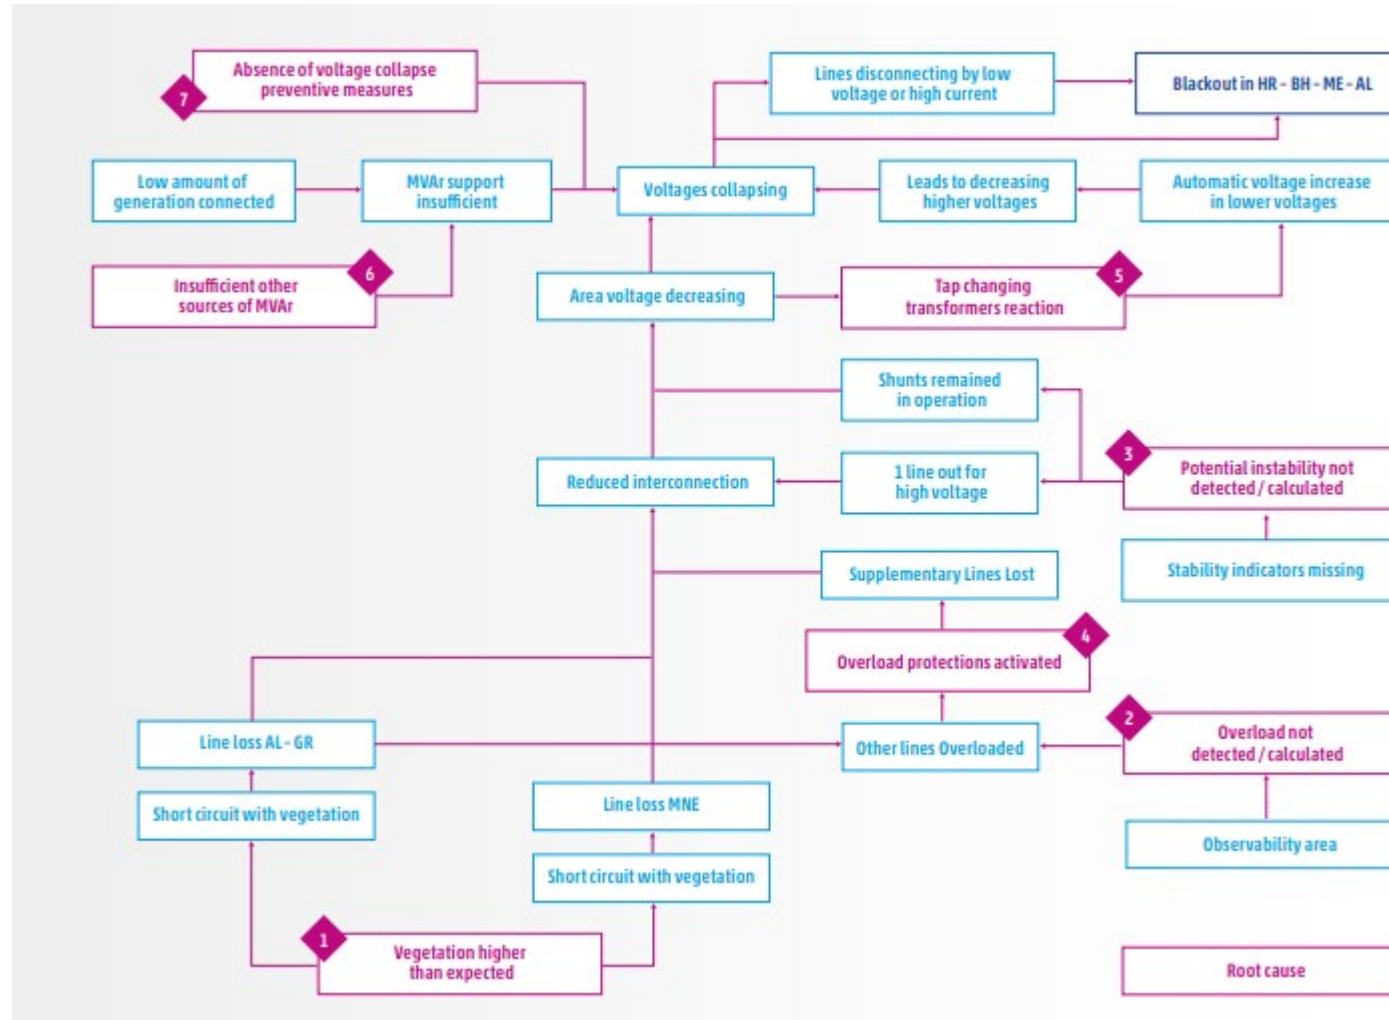 Absence of voltage collapse
preventive measures
7
Lines disconnecting by low
voltage or high current
Blackout in HR - BH - ME - AL
Low amount of
generation connected
MVAr support
insufficient
Voltages collapsing
Leads to decreasing
higher voltages
Automatic voltage increase
in lower voltages
Insufficient other
sources of MVAr
6
Area voltage decreasing
Tap changing
transformers reaction
5
Shunts remained
in operation
Reduced interconnection
1 line out for
high voltage
3
Potential instability not
detected / calculated
Stability indicators missing
Supplementary Lines Lost
4
Overload protections activated
Line loss AL - GR
Other lines Overloaded
2
Overload not
detected / calculated
Short circuit with vegetation
Line loss MNE
Observability area
Short circuit with vegetation
1
Vegetation higher
than expected
Root cause